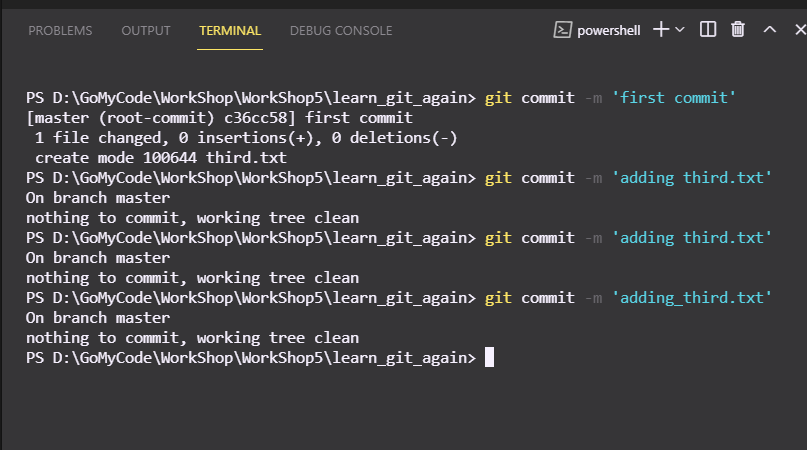 PROBLEMS OUTPUT TERMINAL DEBUG CONSOLE powershell
PS D:\GoMyCode\WorkShop\WorkShop5\learn_git_again> git commit -m 'first commit'
[master (root-commit) c36cc58] first commit
 1 file changed, 0 insertions(+), 0 deletions(-)
 create mode 100644 third.txt
PS D:\GoMyCode\WorkShop\WorkShop5\learn_git_again> git commit -m 'adding third.txt'
On branch master
nothing to commit, working tree clean
PS D:\GoMyCode\WorkShop\WorkShop5\learn_git_again> git commit -m 'adding third.txt'
On branch master
nothing to commit, working tree clean
PS D:\GoMyCode\WorkShop\WorkShop5\learn_git_again> git commit -m 'adding_third.txt'
On branch master
nothing to commit, working tree clean
PS D:\GoMyCode\WorkShop\WorkShop5\learn_git_again>